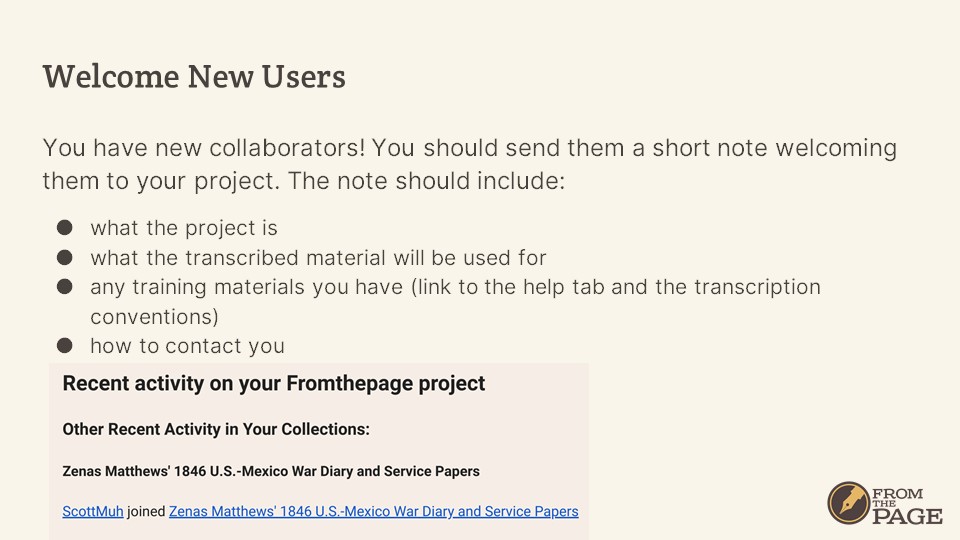 Welcome New Users
You have new collaborators! You should send them a short note welcoming
them to your project. The note should include:
● what the project is
● what the transcribed material will be used for
● any training materials you have (link to the help tab and the transcription
conventions)
● how to contact you
Recent activity on your Fromthepage project
Other Recent Activity in Your Collections:
Zenas Matthews' 1846 U.S.-Mexico War Diary and Service Papers
ScottMuh joined Zenas Matthews' 1846 U.S.-Mexico War Diary and Service Papers
FROM
THE
PAGE